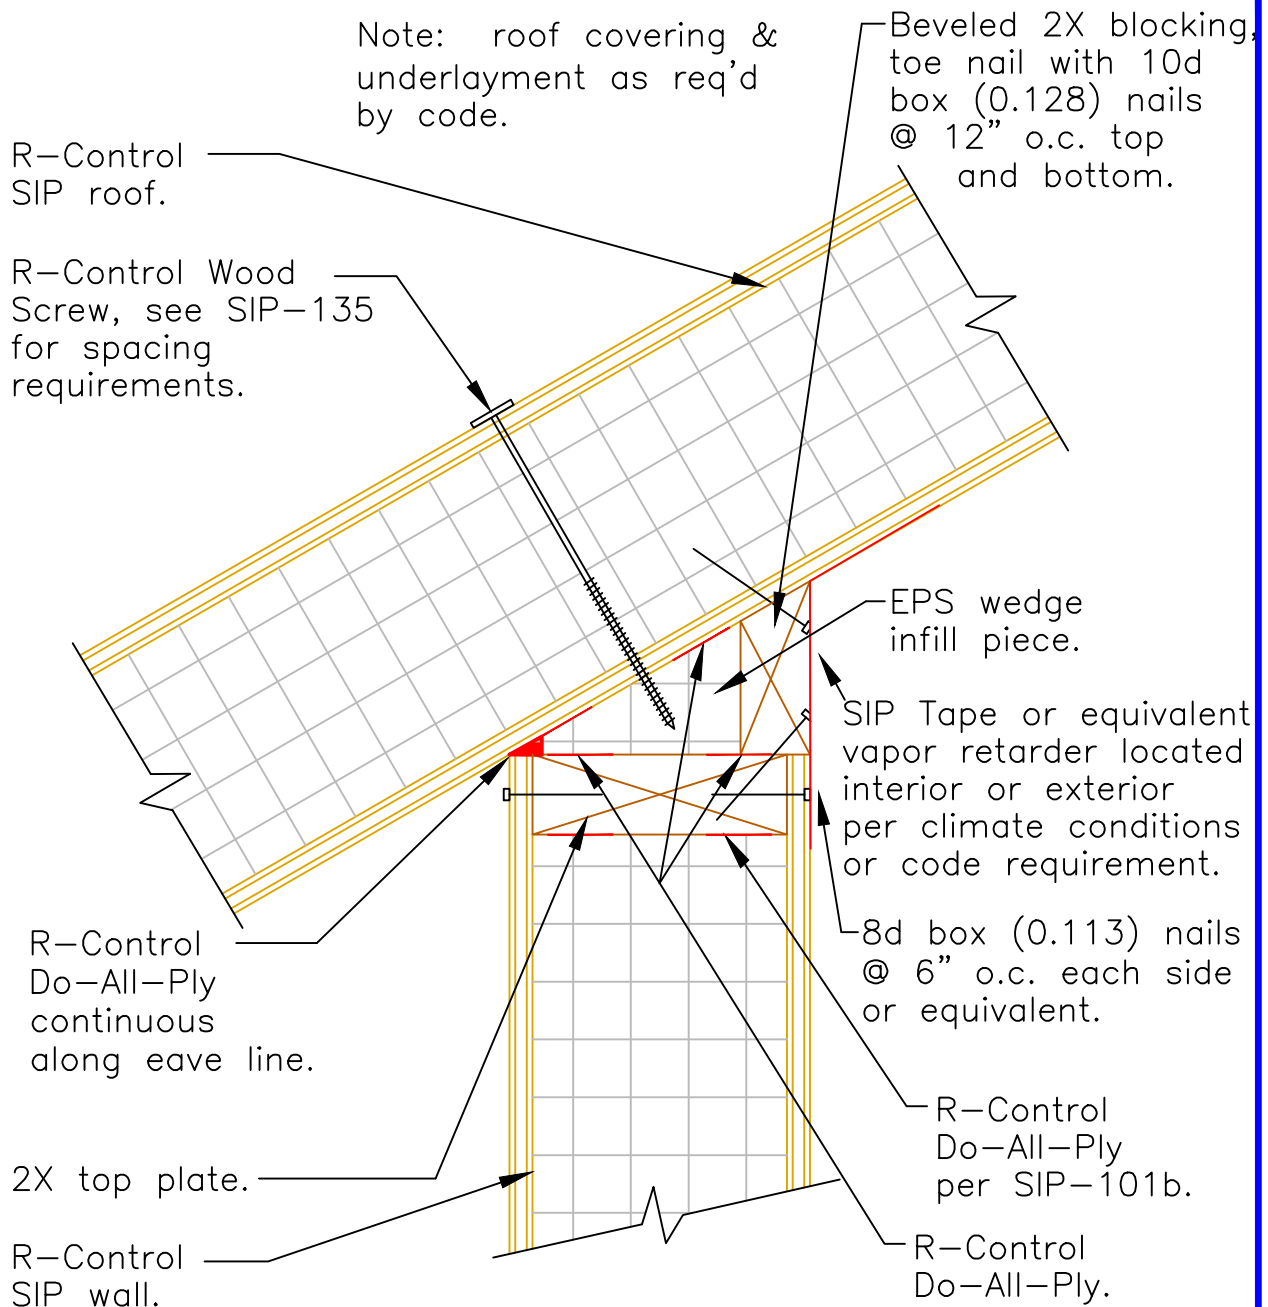 Note: roof covering &
underlayment as req'd
by code.
Beveled 2X blocking,
toe nail with 10d
box (0.128) nails
@ 12” o.c. top
and bottom.
R-Control
SIP roof.
R-Control Wood
Screw, see SIP-135
for spacing
requirements.
EPS wedge
infill piece.
SIP Tape or equivalent
vapor retarder located
interior or exterior
per climate conditions
or code requirement.
8d box (0.113) nails
@ 6” o.c. each side
or equivalent.
R-Control
Do-All-Ply
continuous
along eave line.
R-Control
Do-All-Ply
per SIP-101b.
2X top plate.
R-Control
SIP wall.
R-Control
Do-All-Ply.